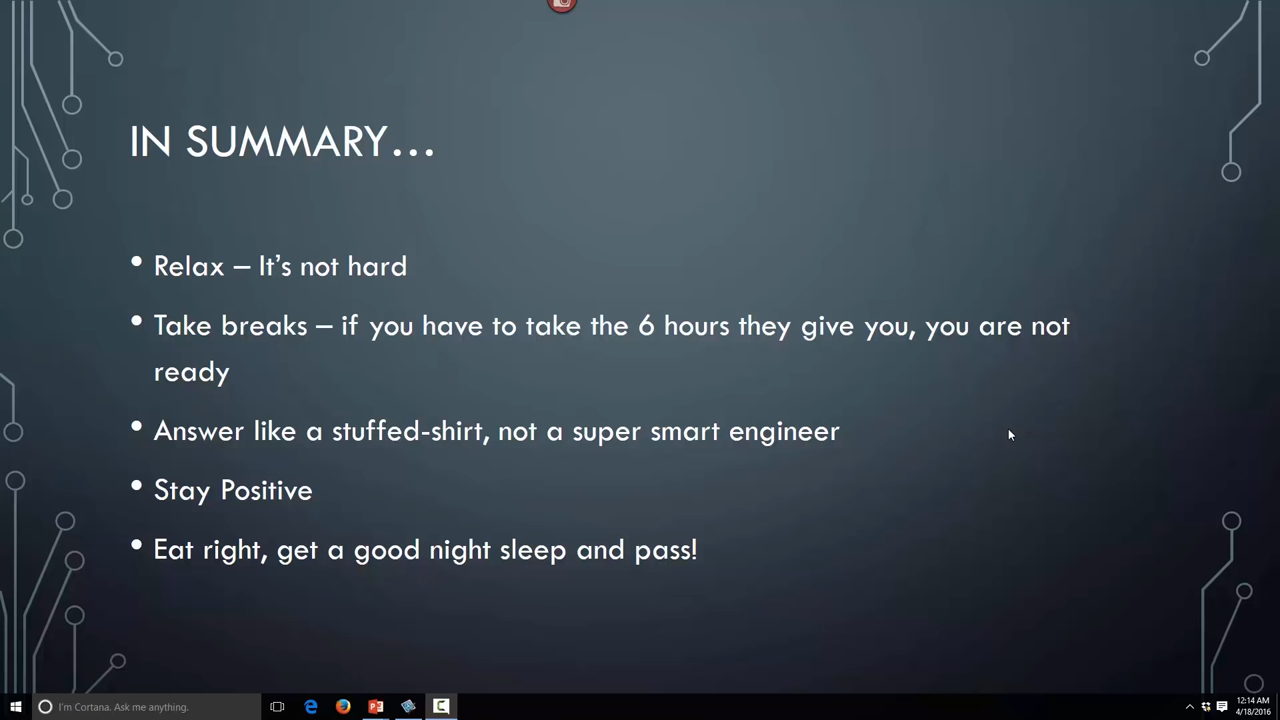 IN SUMMARY…
• Relax – It's not hard
• Take breaks – if you have to take the 6 hours they give you, you are not
ready
• Answer like a stuffed-shirt, not a super smart engineer
• Stay Positive
• Eat right, get a good night sleep and pass!
I'm Cortana. Ask me anything.
12:14 AM
4/18/2016